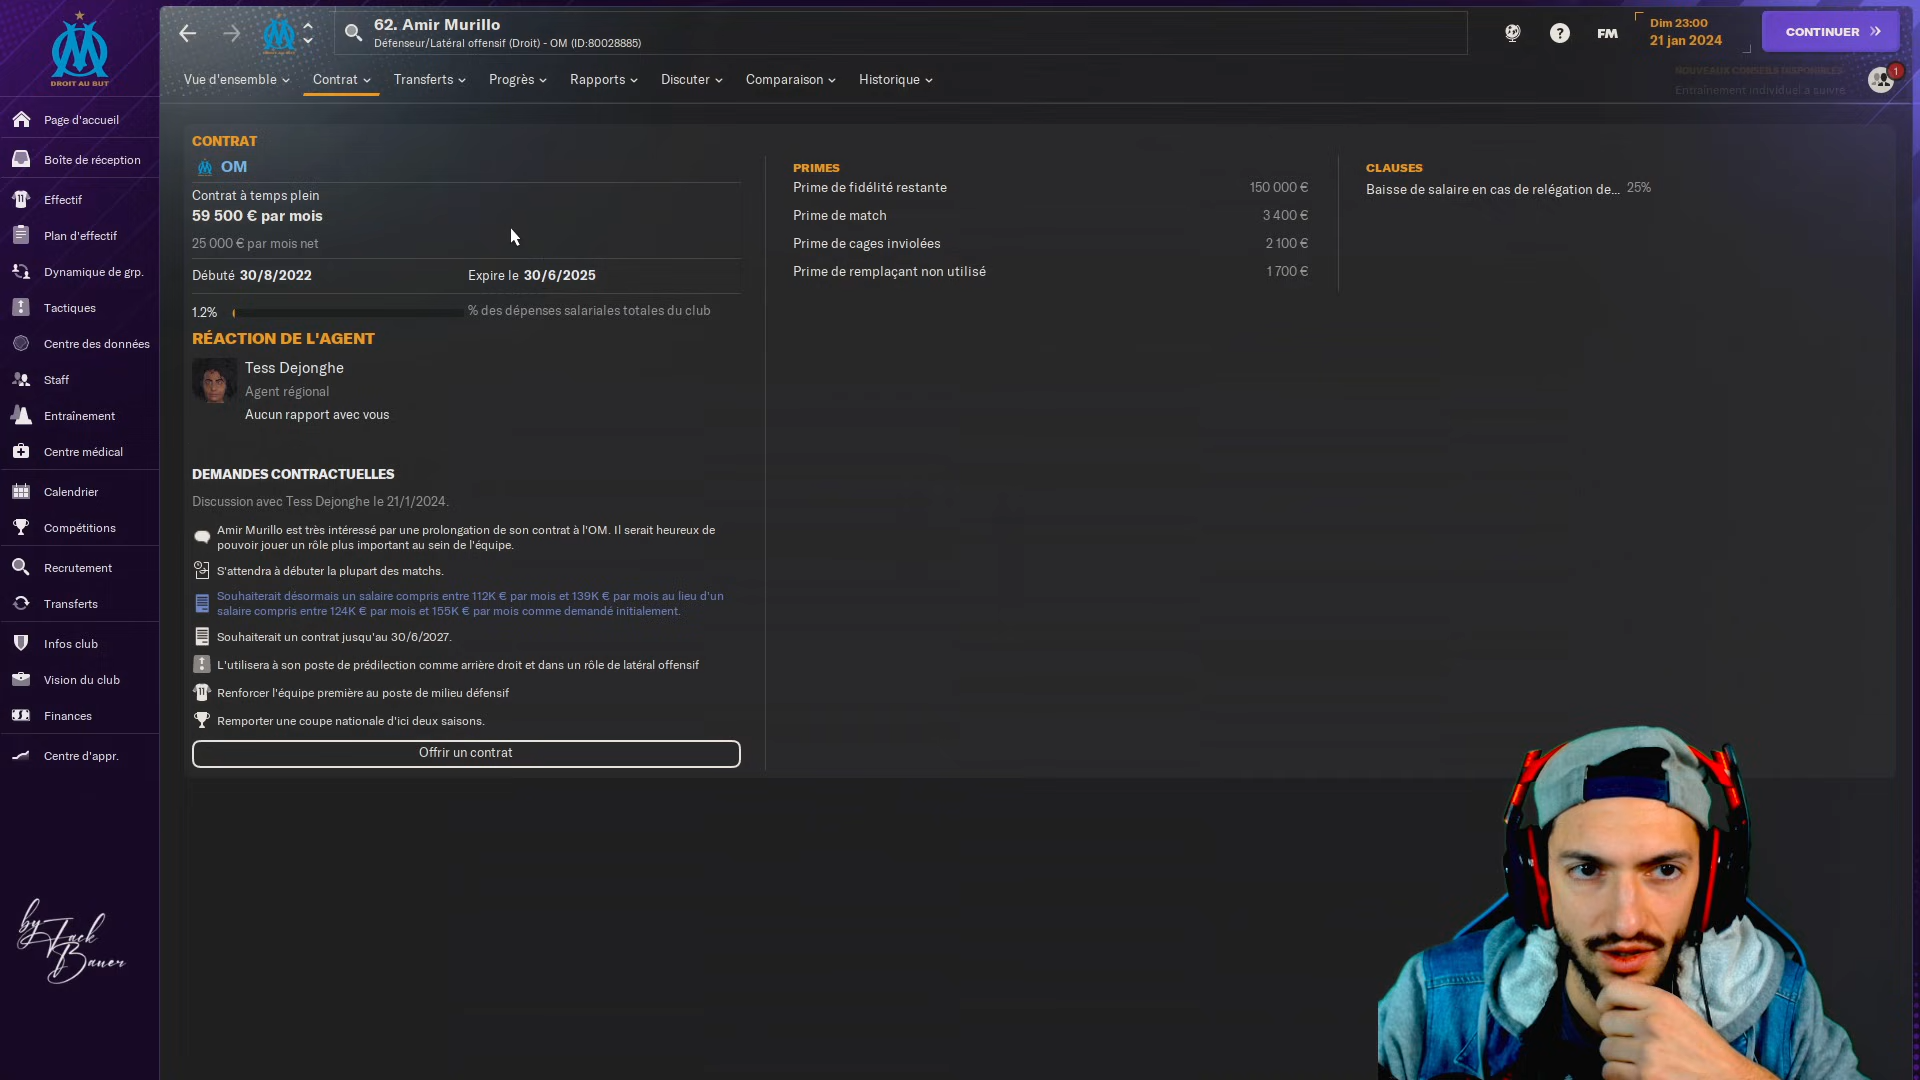 DROIT AU BUT
62. Amir Murillo
Défenseur/Latéral offensif (Droit) - OM (ID:80028885)
FM
Dim 23:00
21 jan 2024
CONTINUER
Vue d'ensemble
Contrat
Transferts
Progrès
Rapports
Discuter
Comparaison
Historique
NOUVEAUX CONSEILS DISPONIBLES
Entraînement individuel à suivre
1
Page d'accueil
Boîte de réception
Effectif
Plan d'effectif
Dynamique de grp.
Tactiques
Centre des données
Staff
Entraînement
Centre médical
Calendrier
Compétitions
Recrutement
Transferts
Infos club
Vision du club
Finances
Centre d'appr.
by Jack
Bauer
CONTRAT
OM
Contrat à temps plein
59 500 € par mois
25 000 € par mois net
Débuté 30/8/2022
Expire le 30/6/2025
1.2%
% des dépenses salariales totales du club
RÉACTION DE L'AGENT
Tess Dejonghe
Agent régional
Aucun rapport avec vous
DEMANDES CONTRACTUELLES
Discussion avec Tess Dejonghe le 21/1/2024.
Amir Murillo est très intéressé par une prolongation de son contrat à l'OM. Il serait heureux de
pouvoir jouer un rôle plus important au sein de l'équipe.
S'attendra à débuter la plupart des matchs.
Souhaiterait désormais un salaire compris entre 112K € par mois et 139K € par mois au lieu d'un
salaire compris entre 124K € par mois et 155K € par mois comme demandé initialement.
Souhaiterait un contrat jusqu'au 30/6/2027.
L'utilisera à son poste de prédilection comme arrière droit et dans un rôle de latéral offensif
Renforcer l'équipe première au poste de milieu défensif
Remporter une coupe nationale d'ici deux saisons.
Offrir un contrat
PRIMES
Prime de fidélité restante 150 000 €
Prime de match 3 400 €
Prime de cages inviolées 2 100 €
Prime de remplaçant non utilisé 1 700 €
CLAUSES
Baisse de salaire en cas de relégation de... 25%